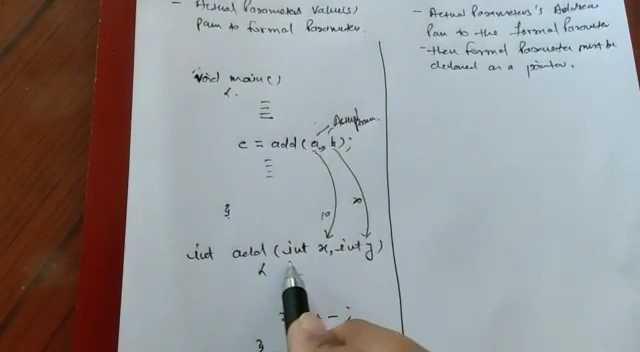 - Actual Parameters values,
Pass to formal Parameter.
void main()
{
c = add(a, b);
10 20
}
int add (int x, int y)
{
}
- Actual Parameters's Address
Pass to the formal Parameter
- then formal Parameter must be
declared as a pointer.